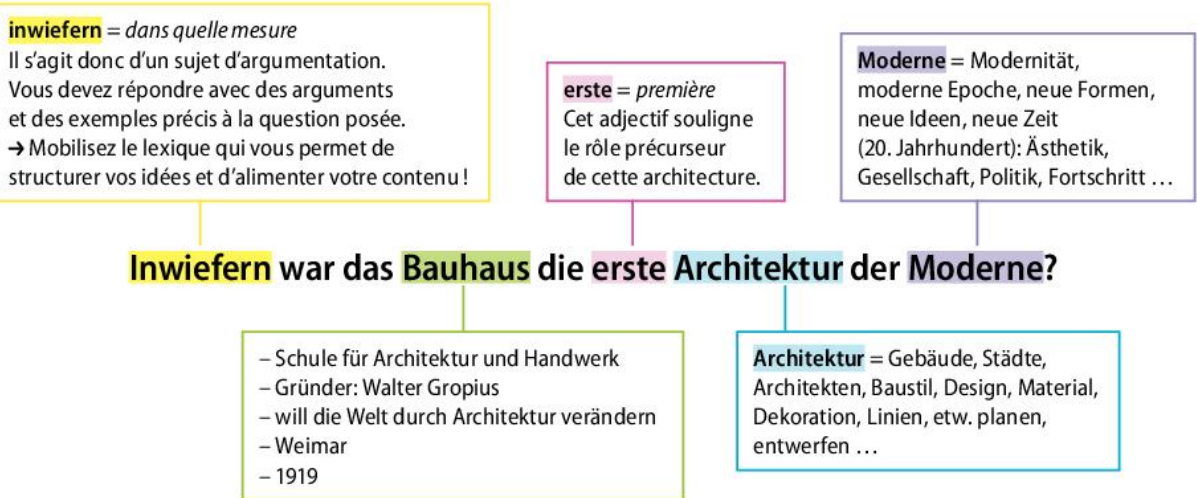 inwiefern = dans quelle mesure
Il s'agit donc d'un sujet d'argumentation.
Vous devez répondre avec des arguments
et des exemples précis à la question posée.
→ Mobilisez le lexique qui vous permet de
structurer vos idées et d'alimenter votre contenu !
erste = première
Cet adjectif souligne
le rôle précurseur
de cette architecture.
Moderne = Modernität,
moderne Epoche, neue Formen,
neue Ideen, neue Zeit
(20. Jahrhundert): Ästhetik,
Gesellschaft, Politik, Fortschritt …
Inwiefern war das Bauhaus die erste Architektur der Moderne?
– Schule für Architektur und Handwerk
– Gründer: Walter Gropius
– will die Welt durch Architektur verändern
– Weimar
– 1919
Architektur = Gebäude, Städte,
Architekten, Baustil, Design, Material,
Dekoration, Linien, etw. planen,
entwerfen …